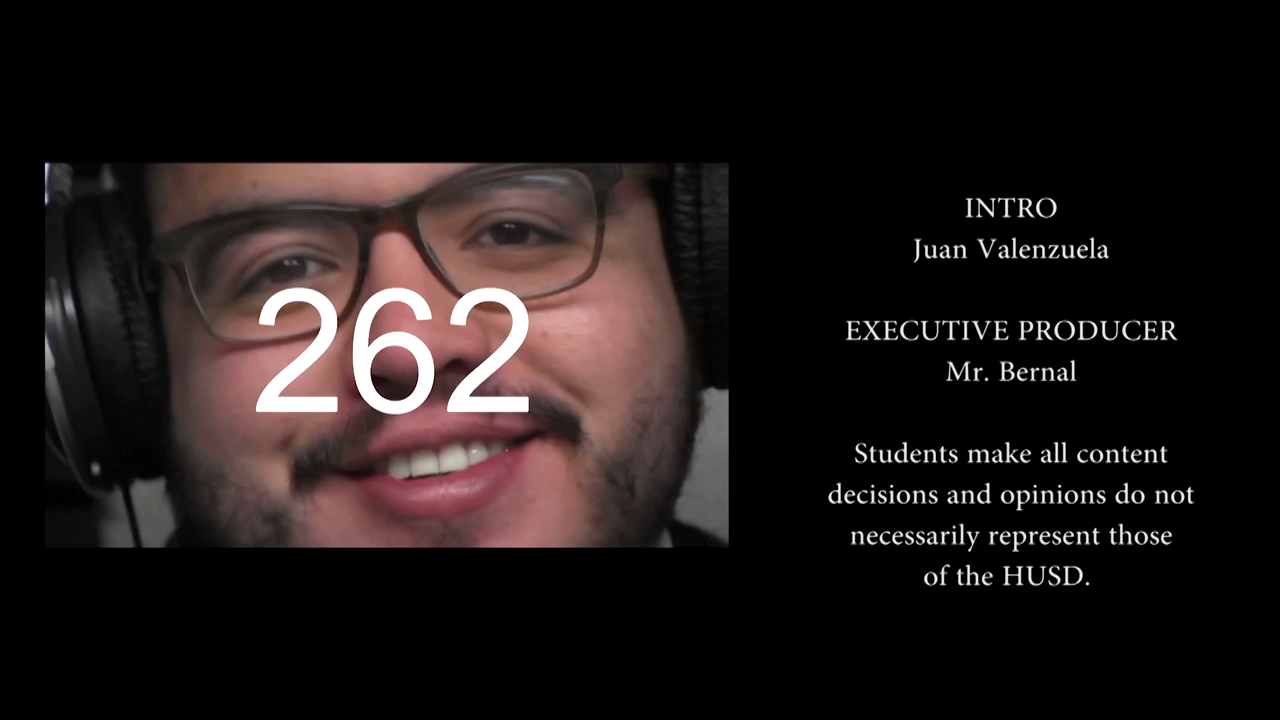 262
INTRO
Juan Valenzuela
EXECUTIVE PRODUCER
Mr. Bernal
Students make all content
decisions and opinions do not
necessarily represent those
of the HUSD.